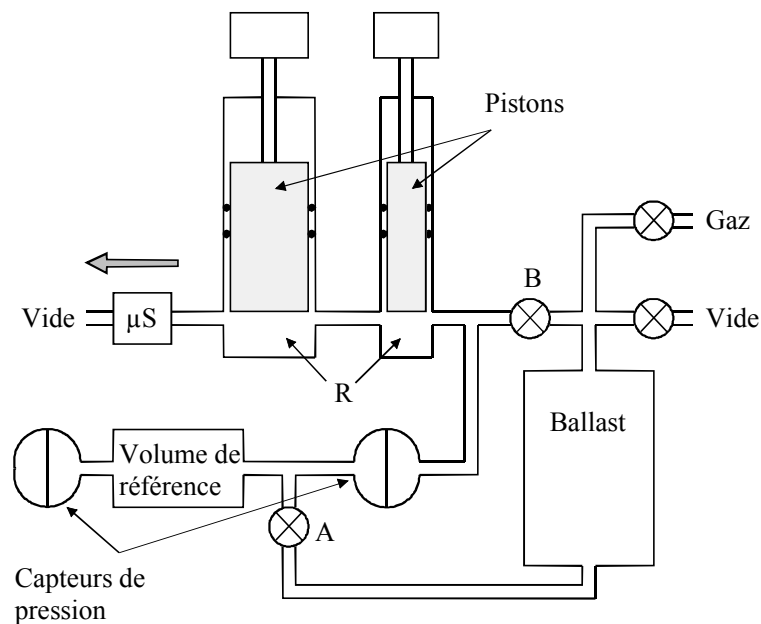 Pistons
Gaz
B
Vide
µS
Vide
R
Ballast
Volume de
référence
A
Capteurs de
pression